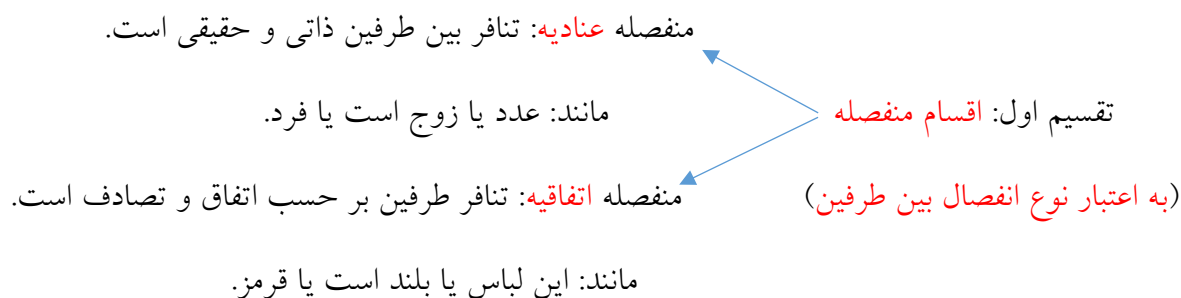 منفصله عنادیه: تنافر بین طرفین ذاتی و حقیقی است.
تقسیم اول: اقسام منفصله
مانند: عدد یا زوج است یا فرد.
(به اعتبار نوع انفصال بین طرفین)
منفصله اتفاقیه: تنافر طرفین بر حسب اتفاق و تصادف است.
مانند: این لباس یا بلند است یا قرمز.